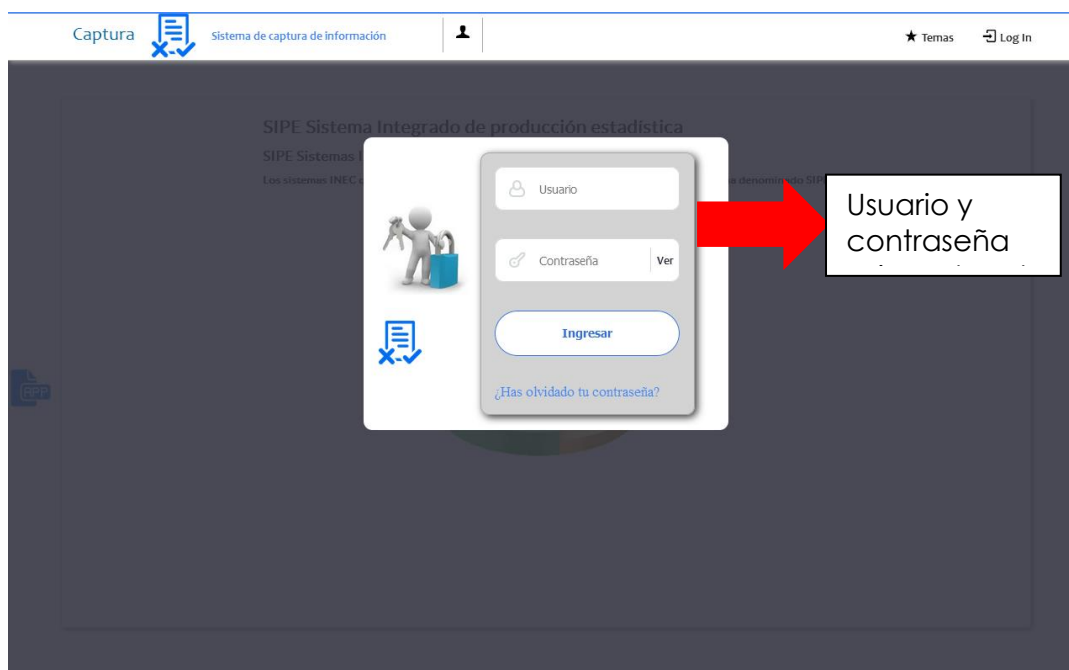 Captura
Sistema de captura de información
Temas
Log In
SIPE Sistema Integrado de producción estadística
SIPE Sistemas I
Los sistemas INEC
denominado SIPE
Usuario
Contraseña
Ver
Ingresar
¿Has olvidado tu contraseña?
Usuario y
contraseña
APP